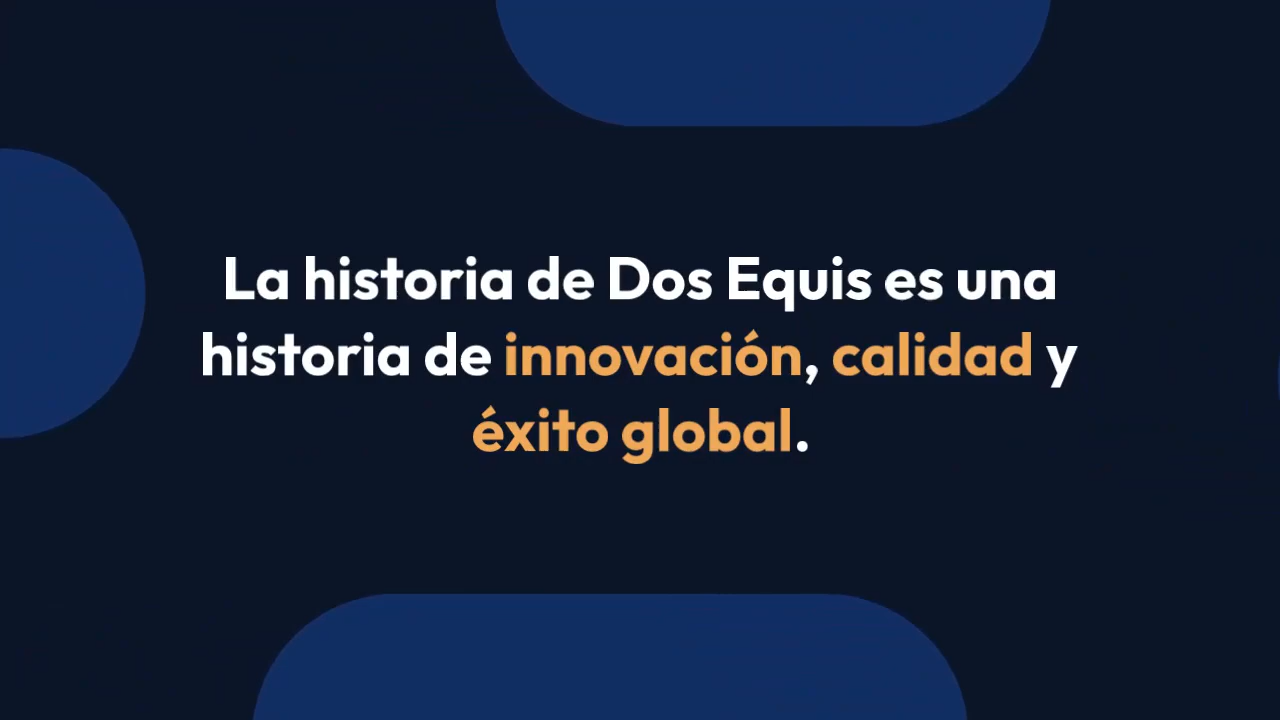 La historia de Dos Equis es una
historia de innovación, calidad y
éxito global.